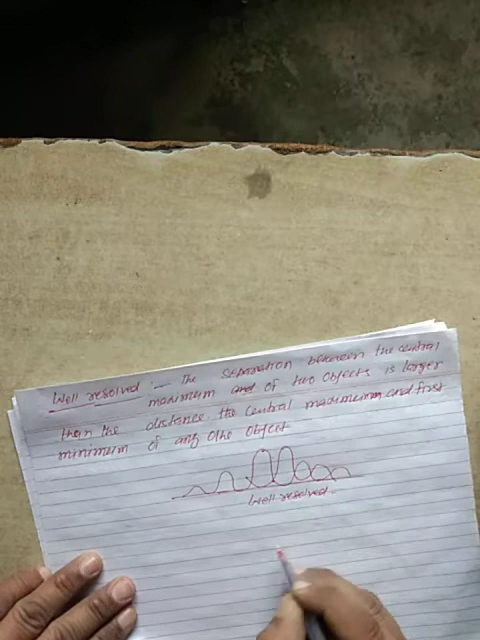 Well resolved :- The separation between the central
maximum and of two objects is larger
than the distance the central maximum and first
minimum of any othe object
Well resolved.